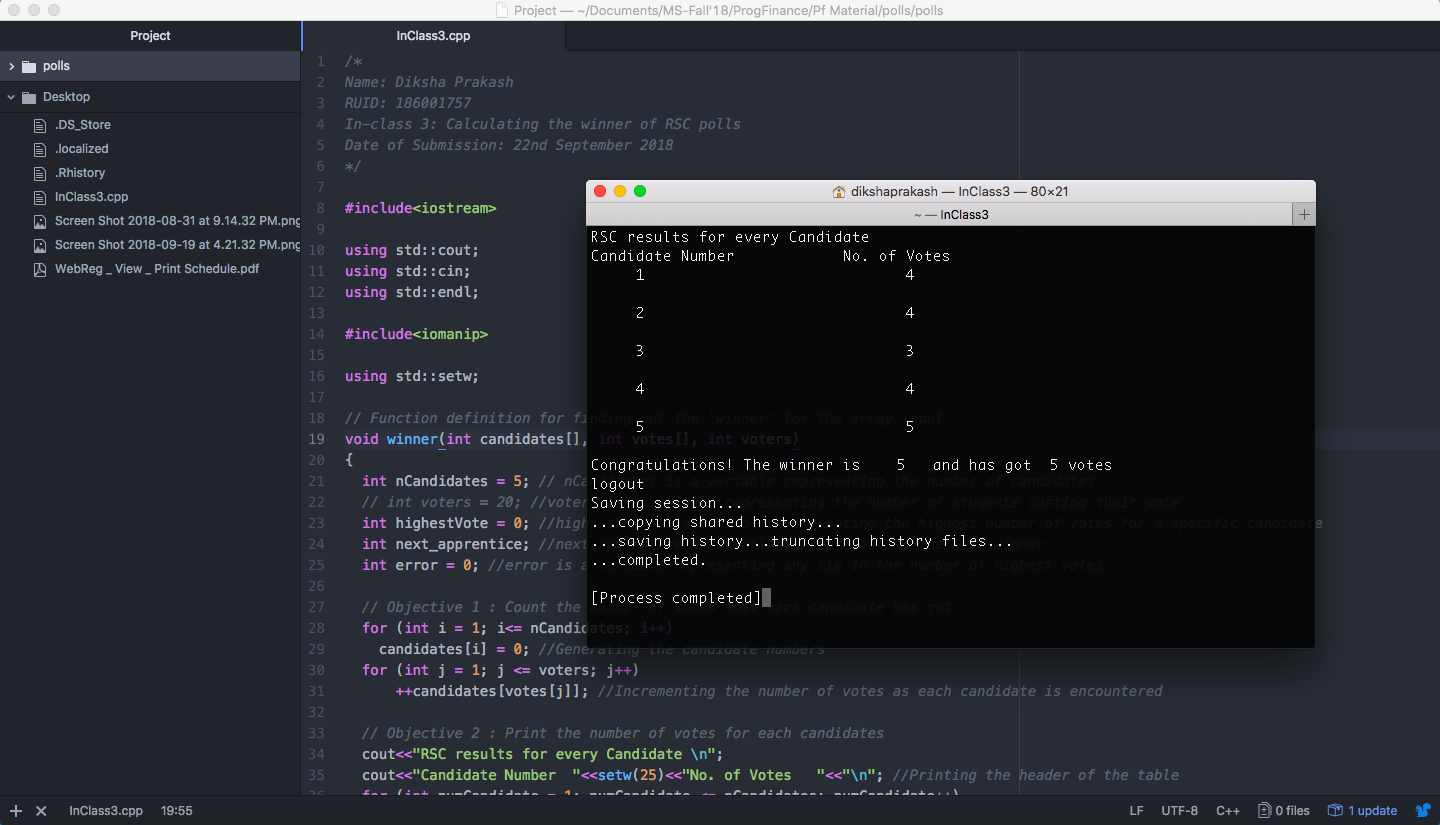 Project — ~/Documents/MS-Fall'18/ProgFinance/Pf Material/polls/polls
Project
polls
Desktop
.DS_Store
.localized
.Rhistory
InClass3.cpp
Screen Shot 2018-08-31 at 9.14.32 PM.png
Screen Shot 2018-09-19 at 4.21.32 PM.png
WebReg _ View _ Print Schedule.pdf
InClass3.cpp
1 /*
2 Name: Diksha Prakash
3 RUID: 186001757
4 In-class 3: Calculating the winner of RSC polls
5 Date of Submission: 22nd September 2018
6 */
7
8 #include<iostream>
9
10 using std::cout;
11 using std::cin;
12 using std::endl;
13
14 #include<iomanip>
15
16 using std::setw;
17
18 // Function definition for finding out the 'winner' for the array input
19 void winner(int candidates[], int votes[], int voters)
20 {
21 int nCandidates = 5; // nCandidates is a variable representing the number of candidates
22 // int voters = 20; //voters representing the number of students casting their vote
23 int highestVote = 0; //high the highest number of votes for a specific candidate
24 int next_apprentice; //next
25 int error = 0; //error is a representing any tie in the number of highest votes
26
27 // Objective 1 : Count the number of votes that each candidate has got
28 for (int i = 1; i<= nCandidates; i++)
29 candidates[i] = 0; //Generating the candidate numbers
30 for (int j = 1; j <= voters; j++)
31 ++candidates[votes[j]]; //Incrementing the number of votes as each candidate is encountered
32
33 // Objective 2 : Print the number of votes for each candidates
34 cout<<"RSC results for every Candidate \n";
35 cout<<"Candidate Number  "<<setw(25)<<"No. of Votes   "<<"\n"; //Printing the header of the table
36 for (int numCandidate = 1; numCandidate <= nCandidates; numCandidate++)
dikshaprakash — InClass3 — 80×21
~ — InClass3
+
RSC results for every Candidate
Candidate Number No. of Votes
1 4
2 4
3 3
4 4
5 5
Congratulations! The winner is 5 and has got 5 votes
logout
Saving session...
...copying shared history...
...saving history...truncating history files...
...completed.
[Process completed]
InClass3.cpp 19:55
LF UTF-8 C++ 0 files 1 update